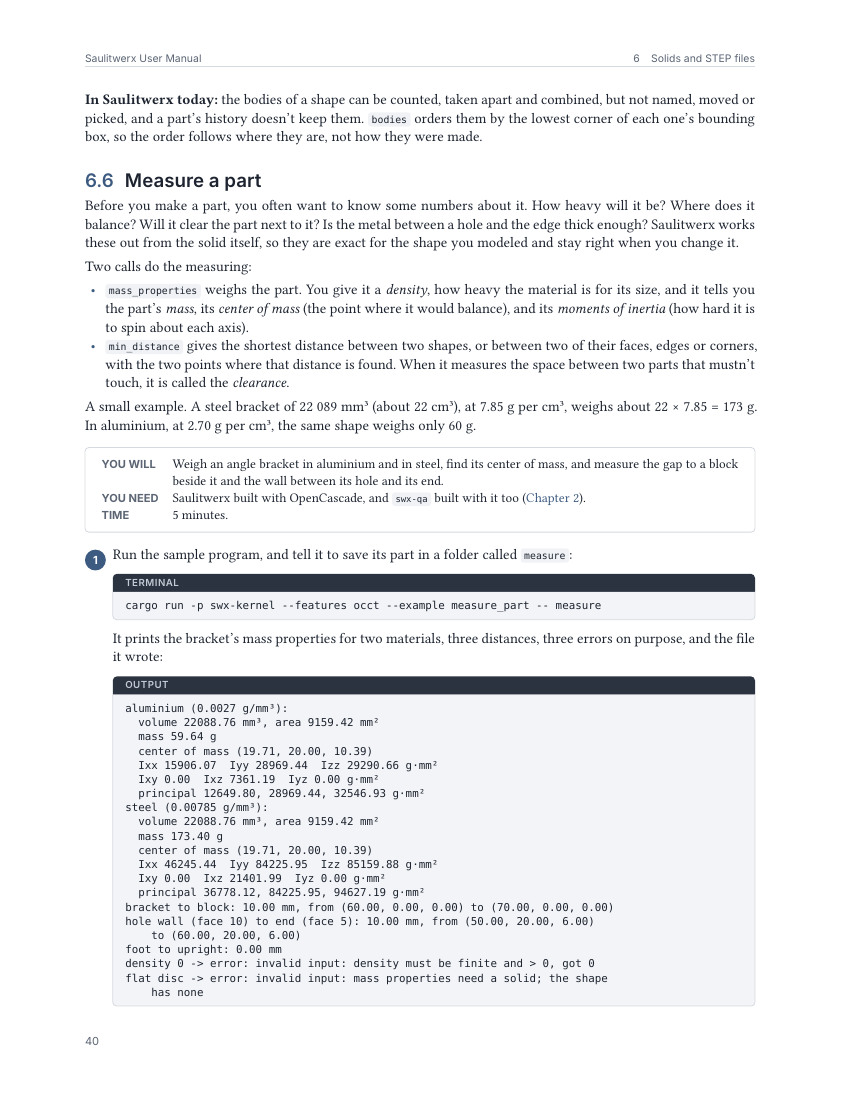 Saulitwerx User Manual
6 Solids and STEP files
In Saulitwerx today: the bodies of a shape can be counted, taken apart and combined, but not named, moved or
picked, and a part's history doesn't keep them. bodies orders them by the lowest corner of each one's bounding
box, so the order follows where they are, not how they were made.
6.6 Measure a part
Before you make a part, you often want to know some numbers about it. How heavy will it be? Where does it
balance? Will it clear the part next to it? Is the metal between a hole and the edge thick enough? Saulitwerx works
these out from the solid itself, so they are exact for the shape you modeled and stay right when you change it.
Two calls do the measuring:
• mass_properties weighs the part. You give it a density, how heavy the material is for its size, and it tells you
the part's mass, its center of mass (the point where it would balance), and its moments of inertia (how hard it is
to spin about each axis).
• min_distance gives the shortest distance between two shapes, or between two of their faces, edges or corners,
with the two points where that distance is found. When it measures the space between two parts that mustn't
touch, it is called the clearance.
A small example. A steel bracket of 22 089 mm³ (about 22 cm³), at 7.85 g per cm³, weighs about 22 × 7.85 = 173 g.
In aluminium, at 2.70 g per cm³, the same shape weighs only 60 g.
YOU WILL Weigh an angle bracket in aluminium and in steel, find its center of mass, and measure the gap to a block
beside it and the wall between its hole and its end.
YOU NEED Saulitwerx built with OpenCascade, and swx-qa built with it too (Chapter 2).
TIME 5 minutes.
1 Run the sample program, and tell it to save its part in a folder called measure:
TERMINAL
cargo run -p swx-kernel --features occt --example measure_part -- measure
It prints the bracket's mass properties for two materials, three distances, three errors on purpose, and the file
it wrote:
OUTPUT
aluminium (0.0027 g/mm³):
volume 22088.76 mm³, area 9159.42 mm²
mass 59.64 g
center of mass (19.71, 20.00, 10.39)
Ixx 15906.07 Iyy 28969.44 Izz 29290.66 g·mm²
Ixy 0.00 Ixz 7361.19 Iyz 0.00 g·mm²
principal 12649.80, 28969.44, 32546.93 g·mm²
steel (0.00785 g/mm³):
volume 22088.76 mm³, area 9159.42 mm²
mass 173.40 g
center of mass (19.71, 20.00, 10.39)
Ixx 46245.44 Iyy 84225.95 Izz 85159.88 g·mm²
Ixy 0.00 Ixz 21401.99 Iyz 0.00 g·mm²
principal 36778.12, 84225.95, 94627.19 g·mm²
bracket to block: 10.00 mm, from (60.00, 0.00, 0.00) to (70.00, 0.00, 0.00)
hole wall (face 10) to end (face 5): 10.00 mm, from (50.00, 20.00, 6.00)
to (60.00, 20.00, 6.00)
foot to upright: 0.00 mm
density 0 -> error: invalid input: density must be finite and > 0, got 0
flat disc -> error: invalid input: mass properties need a solid; the shape
has none
40